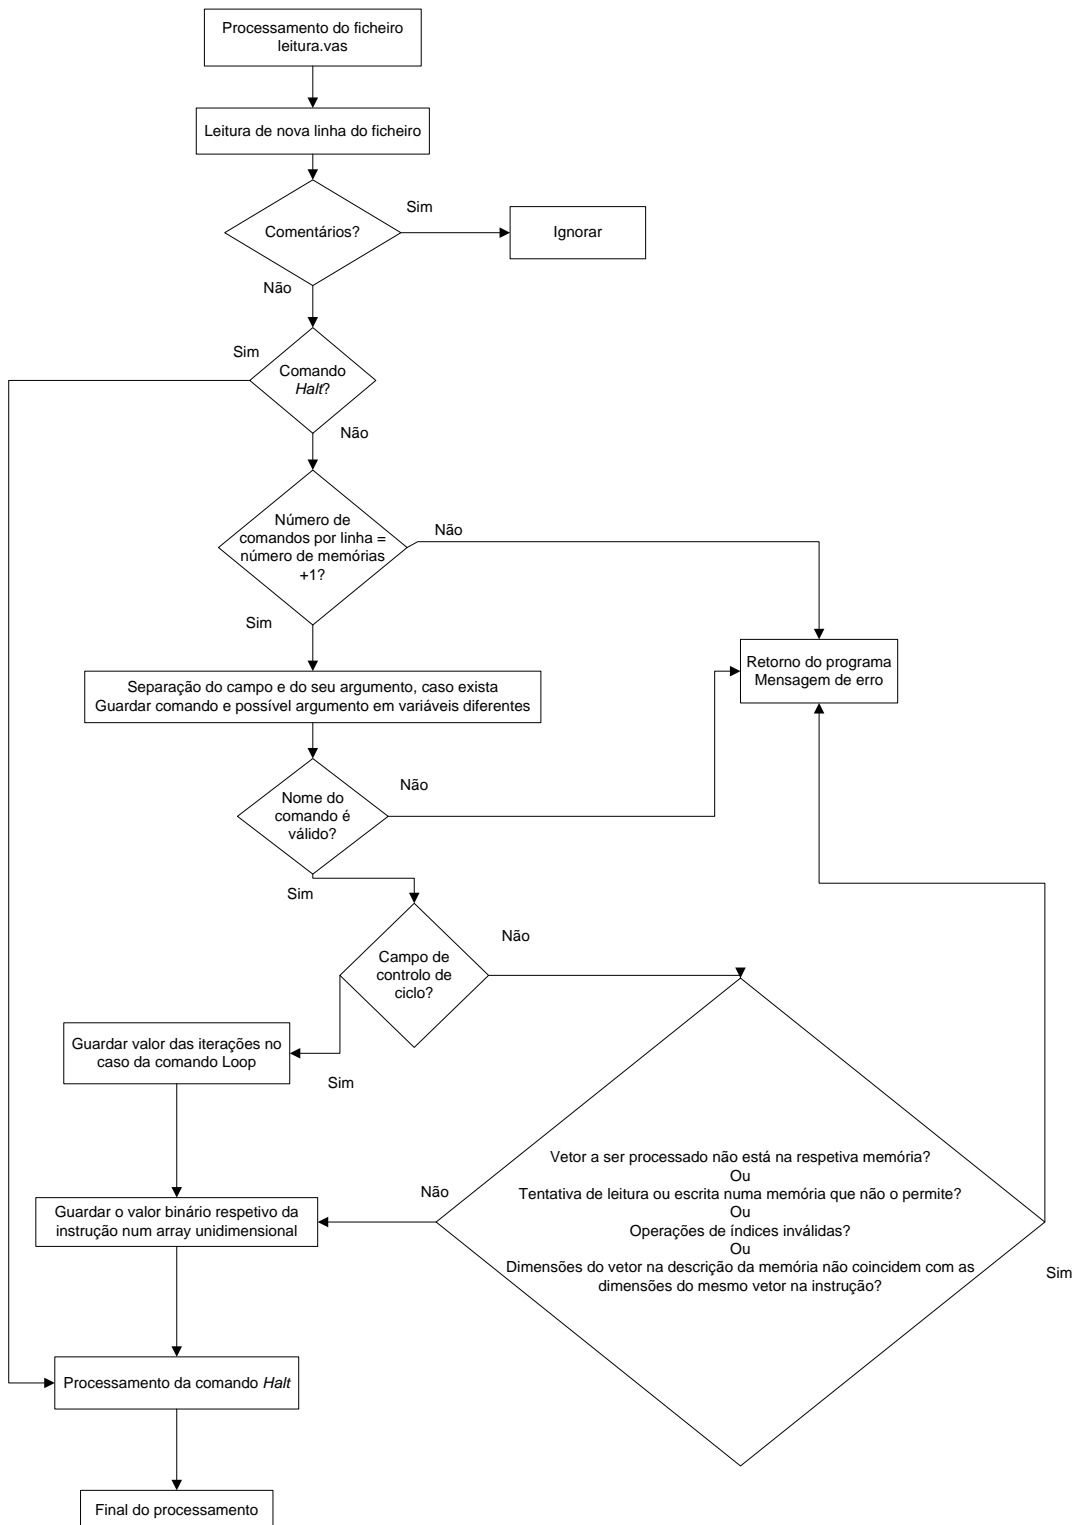 Processamento do ficheiro
leitura.vas
Leitura de nova linha do ficheiro
Comentários?
Sim
Ignorar
Não
Sim
Comando
Halt?
Não
Número de
comandos por linha =
número de memórias
+1?
Não
Sim
Retorno do programa
Mensagem de erro
Separação do campo e do seu argumento, caso exista
Guardar comando e possível argumento em variáveis diferentes
Nome do
comando é
válido?
Não
Sim
Campo de
controlo de
ciclo?
Não
Guardar valor das iterações no
caso da comando Loop
Sim
Vetor a ser processado não está na respetiva memória?
Ou
Tentativa de leitura ou escrita numa memória que não o permite?
Ou
Operações de índices inválidas?
Ou
Dimensões do vetor na descrição da memória não coincidem com as
dimensões do mesmo vetor na instrução?
Não
Sim
Guardar o valor binário respetivo da
instrução num array unidimensional
Processamento da comando Halt
Final do processamento